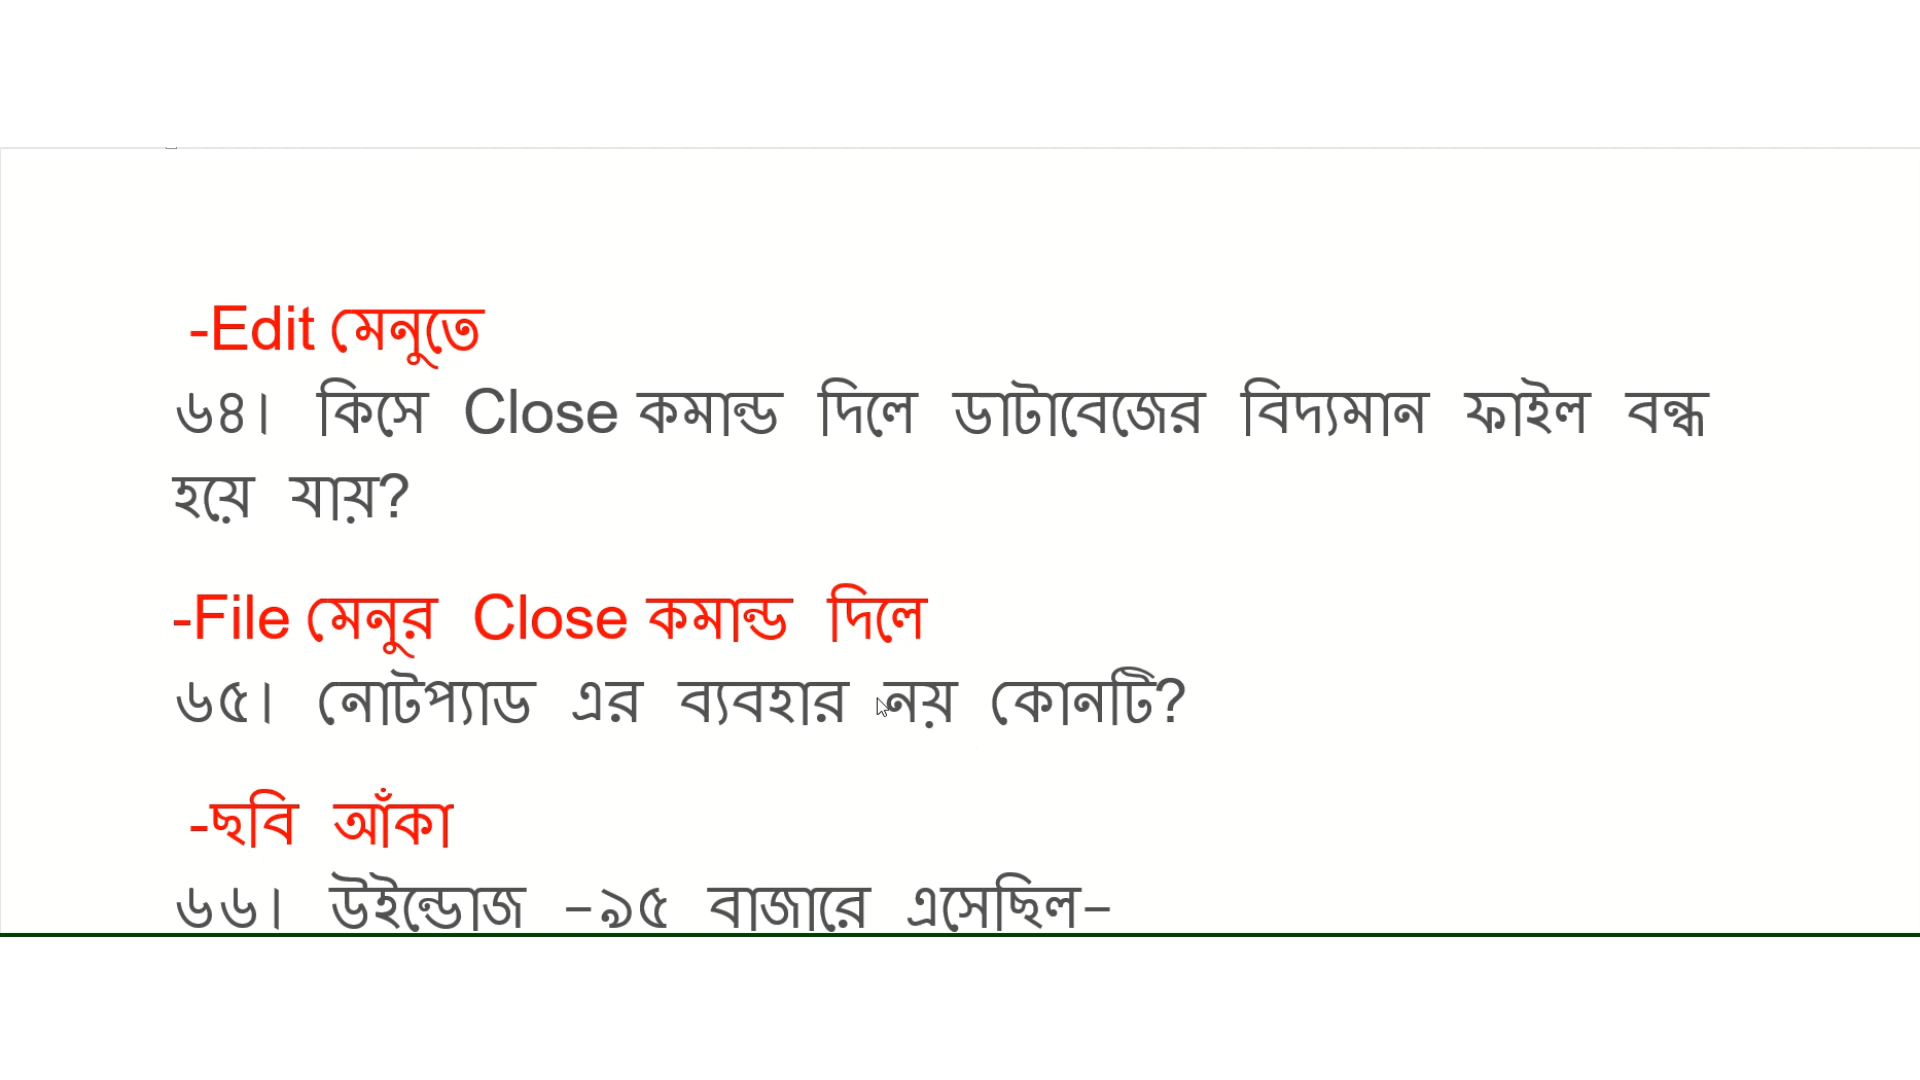 -Edit মেনুতে
৬৪। কিসে Close কমান্ড দিলে ডাটাবেজের বিদ্যমান ফাইল বন্ধ
হয়ে যায়?
-File মেনুর Close কমান্ড দিলে
৬৫। নোটপ্যাড এর ব্যবহার নয় কোনটি?
-ছবি আঁকা
৬৬। উইন্ডোজ -৯৫ বাজারে এসেছিল-